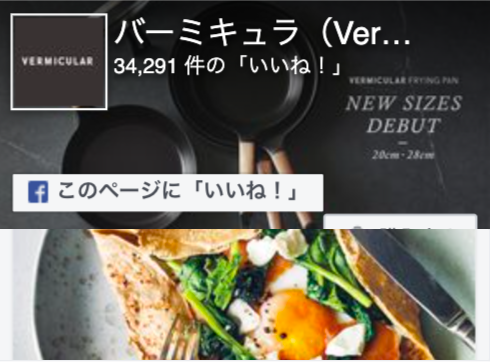 VERMICULAR
バーミキュラ（Ver...
34,291 件の「いいね！」
VERMICULAR FRYING PAN
NEW SIZES
DEBUT
20cm・28cm
このページに「いいね！」